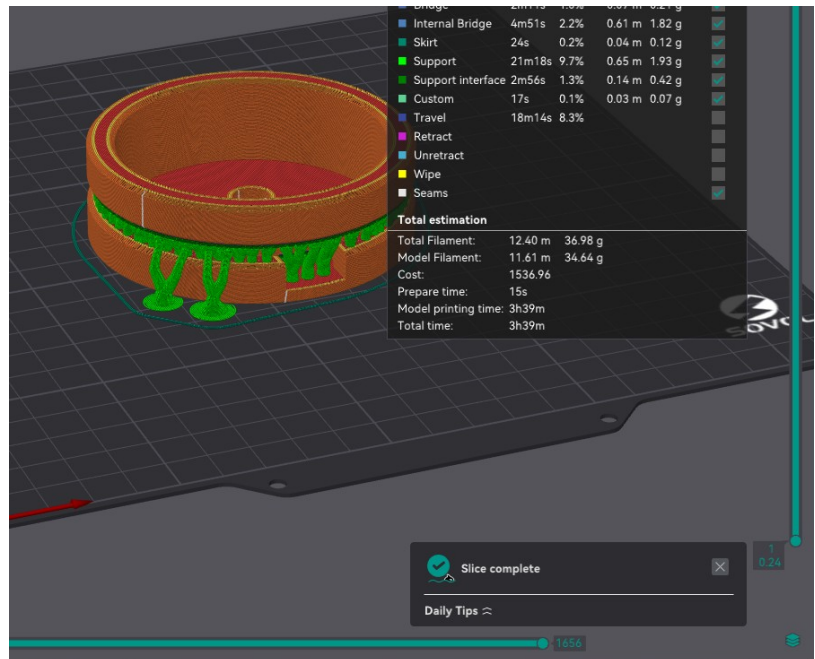 Bridge
Internal Bridge 4m51s 2.2% 0.61 m 1.82 g
Skirt 24s 0.2% 0.04 m 0.12 g
Support 21m18s 9.7% 0.65 m 1.93 g
Support interface 2m56s 1.3% 0.14 m 0.42 g
Custom 17s 0.1% 0.03 m 0.07 g
Travel 18m14s 8.3%
Retract
Unretract
Wipe
Seams
Total estimation
Total Filament: 12.40 m 36.98 g
Model Filament: 11.61 m 34.64 g
Cost: 1536.96
Prepare time: 15s
Model printing time: 3h39m
Total time: 3h39m
SOVOL
1
0.24
Slice complete
Daily Tips
1656